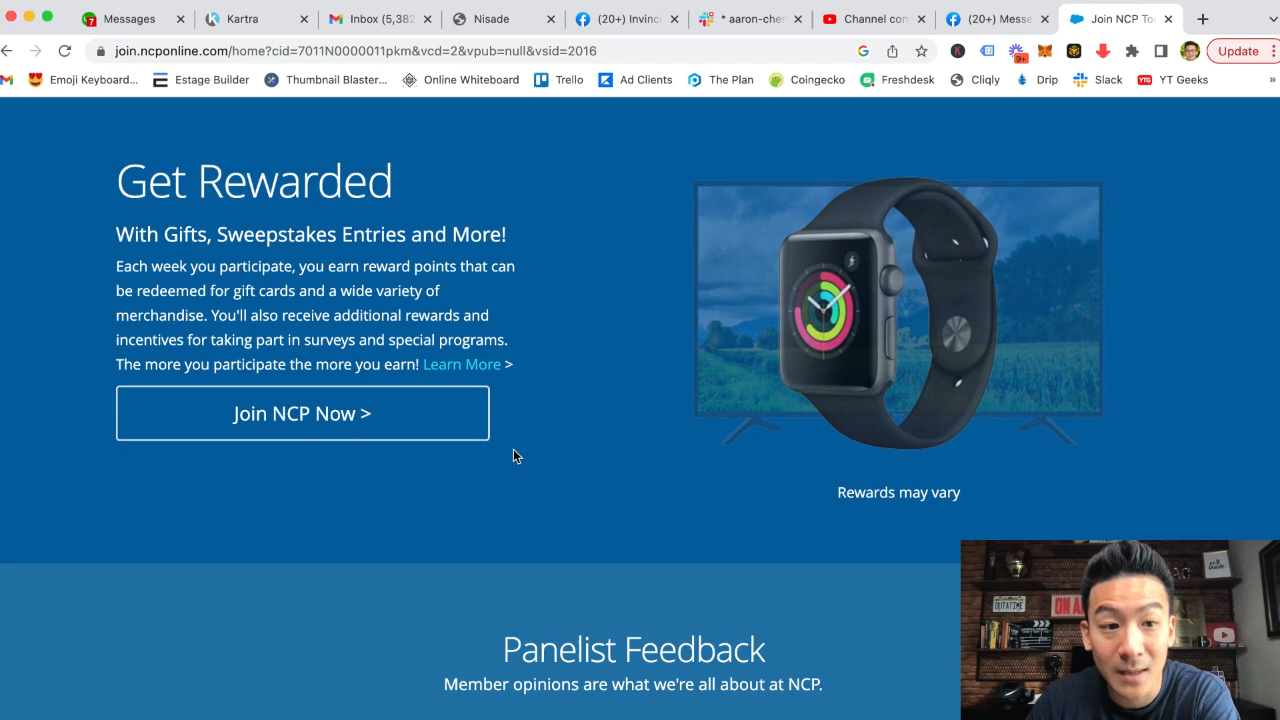 Messages
Kartra
Inbox (5,382
Nisade
(20+) Invinc
* aaron-che
Channel con
(20+) Messe
Join NCP To
join.ncponline.com/home?cid=7011N0000011pkm&vcd=2&vpub=null&vsid=2016
Update
Emoji Keyboard...
Estage Builder
Thumbnail Blaster...
Online Whiteboard
Trello
Ad Clients
The Plan
Coingecko
Freshdesk
Cliqly
Drip
Slack
YT Geeks
Get Rewarded
With Gifts, Sweepstakes Entries and More!
Each week you participate, you earn reward points that can
be redeemed for gift cards and a wide variety of
merchandise. You'll also receive additional rewards and
incentives for taking part in surveys and special programs.
The more you participate the more you earn! Learn More >
Join NCP Now >
Rewards may vary
Panelist Feedback
Member opinions are what we're all about at NCP.
OUTATIME